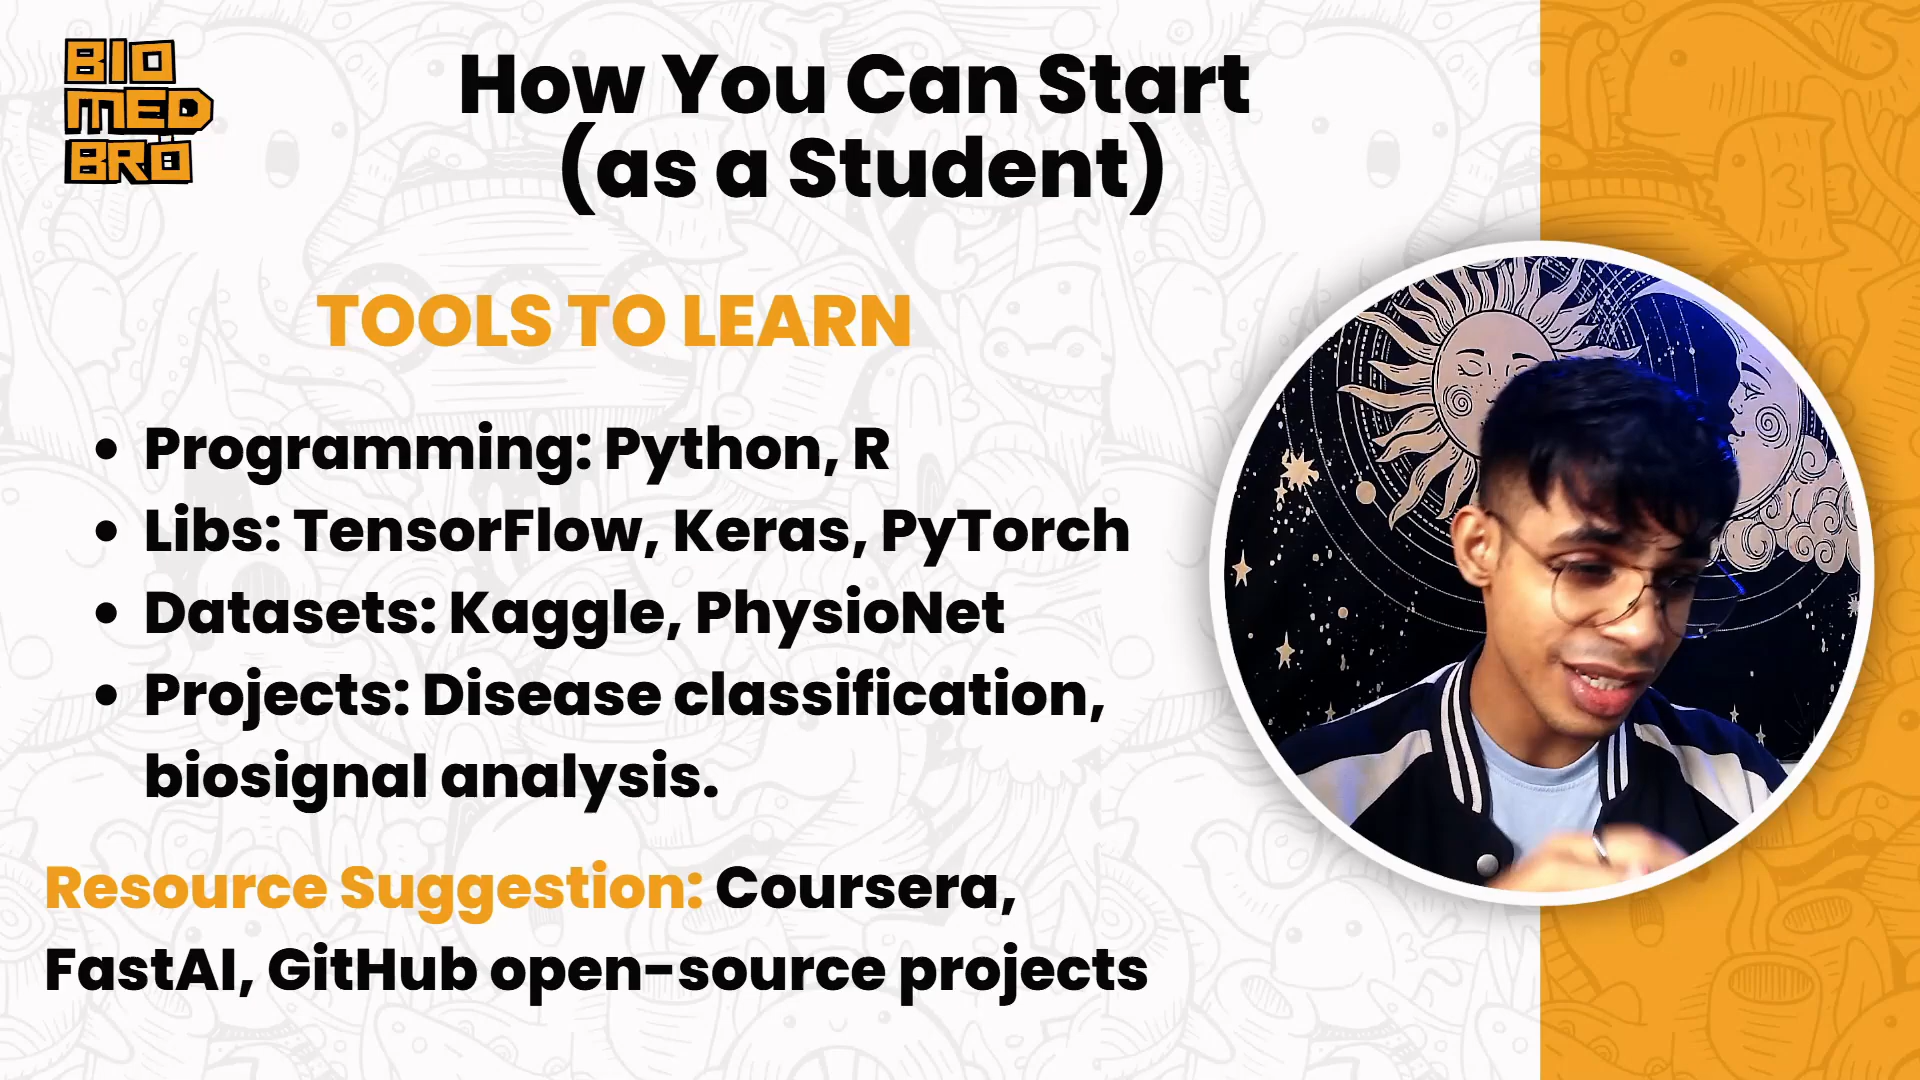 BIO
MED
BRO
How You Can Start
(as a Student)
TOOLS TO LEARN
• Programming: Python, R
• Libs: TensorFlow, Keras, PyTorch
• Datasets: Kaggle, PhysioNet
• Projects: Disease classification,
biosignal analysis.
Resource Suggestion: Coursera,
FastAI, GitHub open-source projects